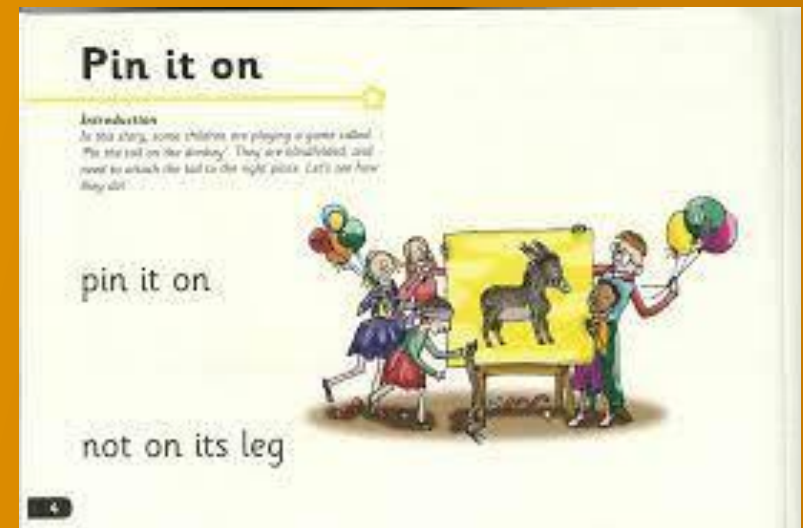 Pin it on
Introduction
In this story, some children are playing a game called
'Pin the tail on the donkey'. They are blindfolded, and
need to attach the tail to the right place. Let's see how
they do!
pin it on
not on its leg
4